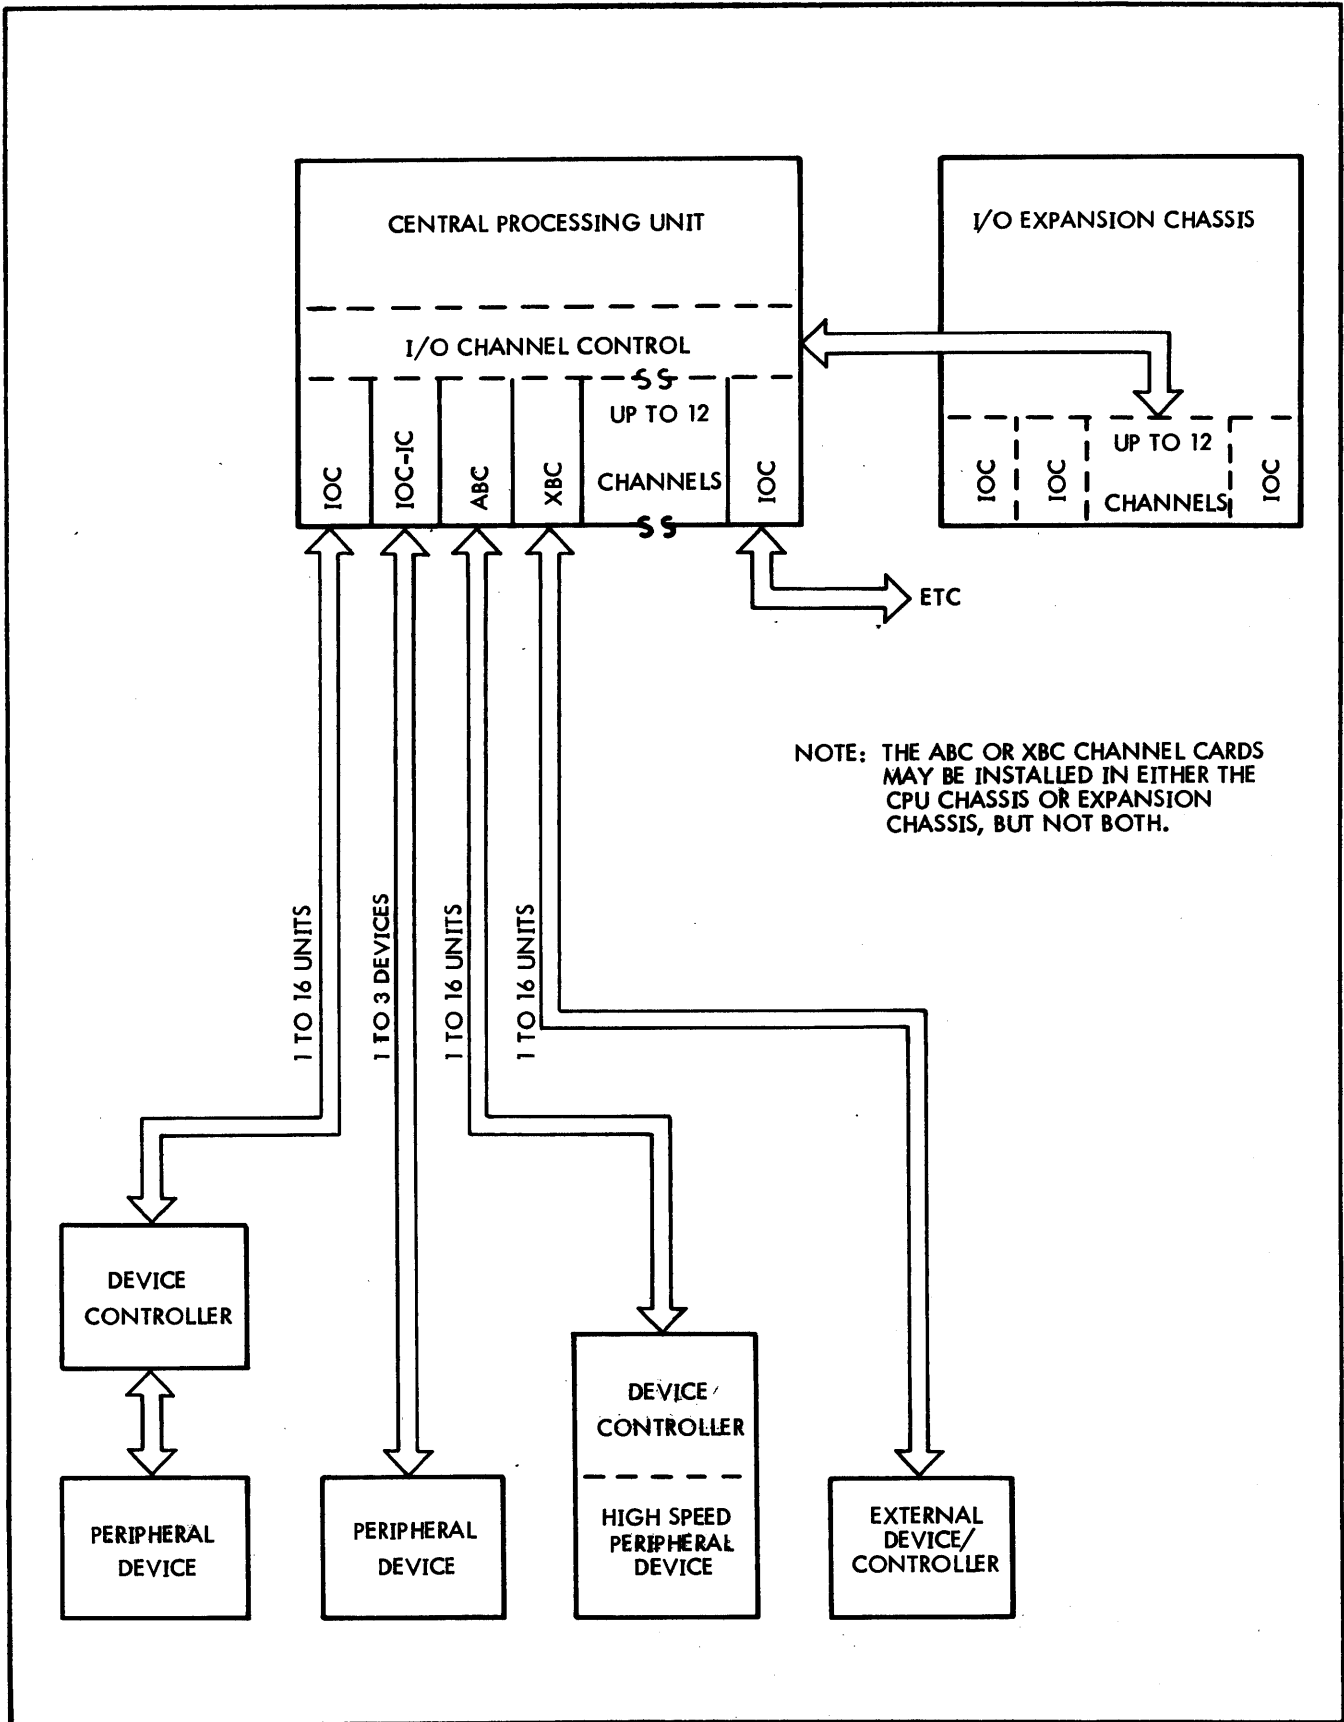 CENTRAL PROCESSING UNIT
I/O CHANNEL CONTROL
IOC
IOC-IC
ABC
XBC
UP TO 12
CHANNELS
IOC
I/O EXPANSION CHASSIS
IOC
IOC
UP TO 12
CHANNELS
IOC
ETC
NOTE: THE ABC OR XBC CHANNEL CARDS
MAY BE INSTALLED IN EITHER THE
CPU CHASSIS OR EXPANSION
CHASSIS, BUT NOT BOTH.
1 TO 16 UNITS
1 TO 3 DEVICES
1 TO 16 UNITS
1 TO 16 UNITS
DEVICE
CONTROLLER
PERIPHERAL
DEVICE
PERIPHERAL
DEVICE
DEVICE
CONTROLLER
HIGH SPEED
PERIPHERAL
DEVICE
EXTERNAL
DEVICE/
CONTROLLER